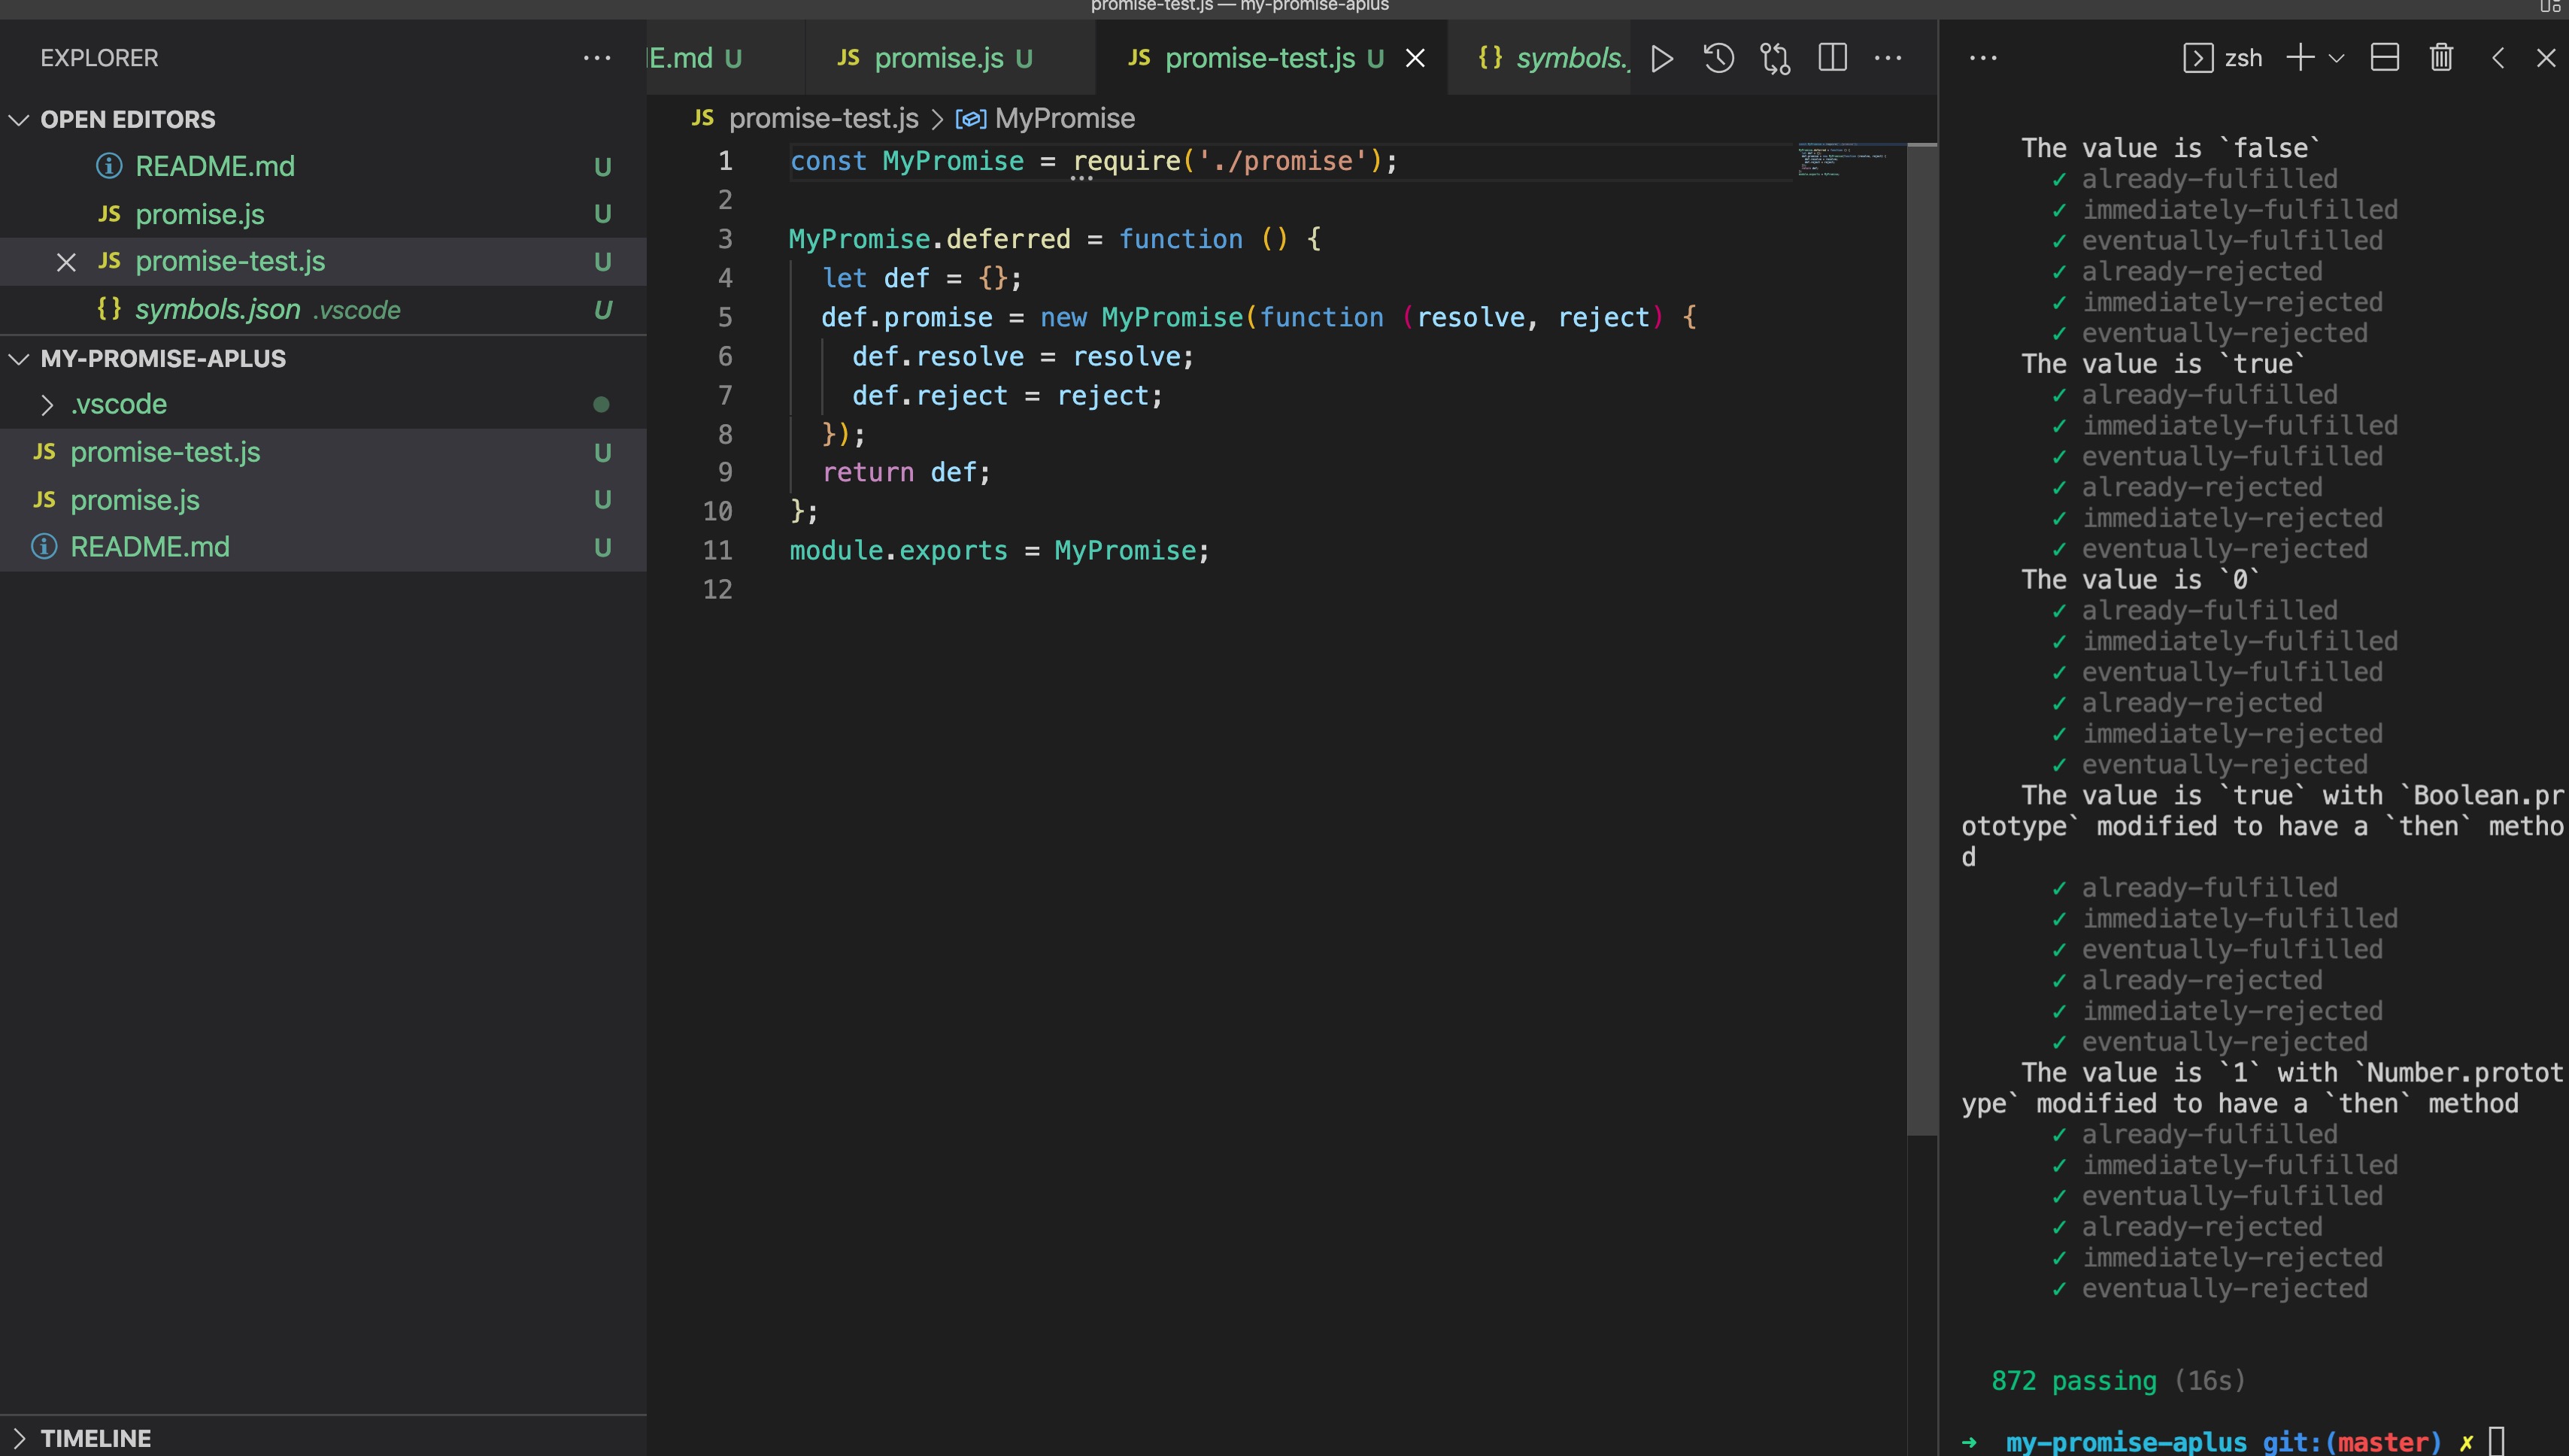 promise-test.js — my-promise-aplus
EXPLORER
OPEN EDITORS
README.md U
promise.js U
promise-test.js U
symbols.json .vscode U
MY-PROMISE-APLUS
.vscode
promise-test.js U
promise.js U
README.md U
TIMELINE
E.md U
JS promise.js U
JS promise-test.js U
{} symbols.
JS promise-test.js > MyPromise
1 const MyPromise = require('./promise');
2
3 MyPromise.deferred = function () {
4 let def = {};
5 def.promise = new MyPromise(function (resolve, reject) {
6 def.resolve = resolve;
7 def.reject = reject;
8 });
9 return def;
10 };
11 module.exports = MyPromise;
12
zsh
The value is `false`
✓ already-fulfilled
✓ immediately-fulfilled
✓ eventually-fulfilled
✓ already-rejected
✓ immediately-rejected
✓ eventually-rejected
The value is `true`
✓ already-fulfilled
✓ immediately-fulfilled
✓ eventually-fulfilled
✓ already-rejected
✓ immediately-rejected
✓ eventually-rejected
The value is `0`
✓ already-fulfilled
✓ immediately-fulfilled
✓ eventually-fulfilled
✓ already-rejected
✓ immediately-rejected
✓ eventually-rejected
The value is `true` with `Boolean.pr
ototype` modified to have a `then` metho
d
✓ already-fulfilled
✓ immediately-fulfilled
✓ eventually-fulfilled
✓ already-rejected
✓ immediately-rejected
✓ eventually-rejected
The value is `1` with `Number.protot
ype` modified to have a `then` method
✓ already-fulfilled
✓ immediately-fulfilled
✓ eventually-fulfilled
✓ already-rejected
✓ immediately-rejected
✓ eventually-rejected
872 passing (16s)
➜ my-promise-aplus git:(master) ✗